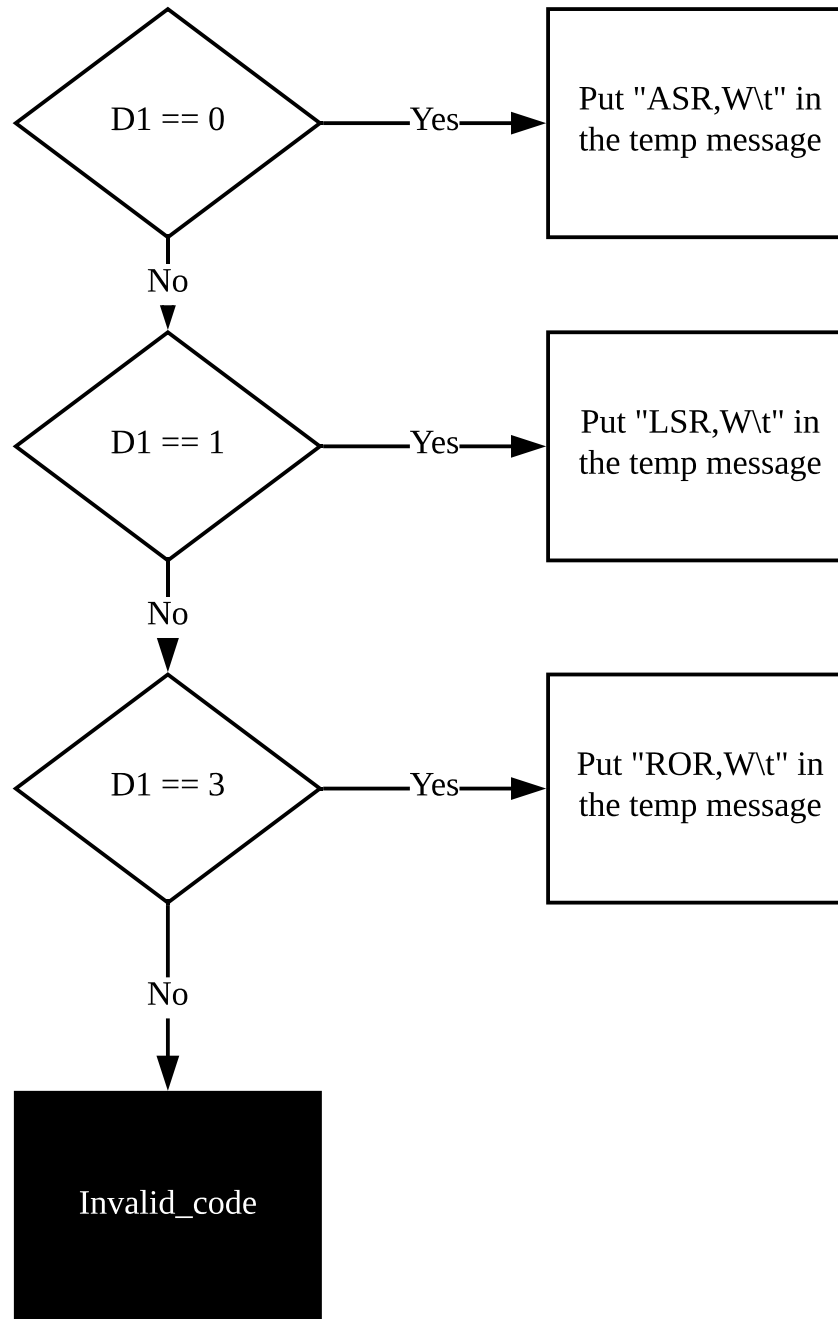 D1 == 0
Yes
Put "ASR,W\t" in
the temp message
No
D1 == 1
Yes
Put "LSR,W\t" in
the temp message
No
D1 == 3
Yes
Put "ROR,W\t" in
the temp message
No
Invalid_code